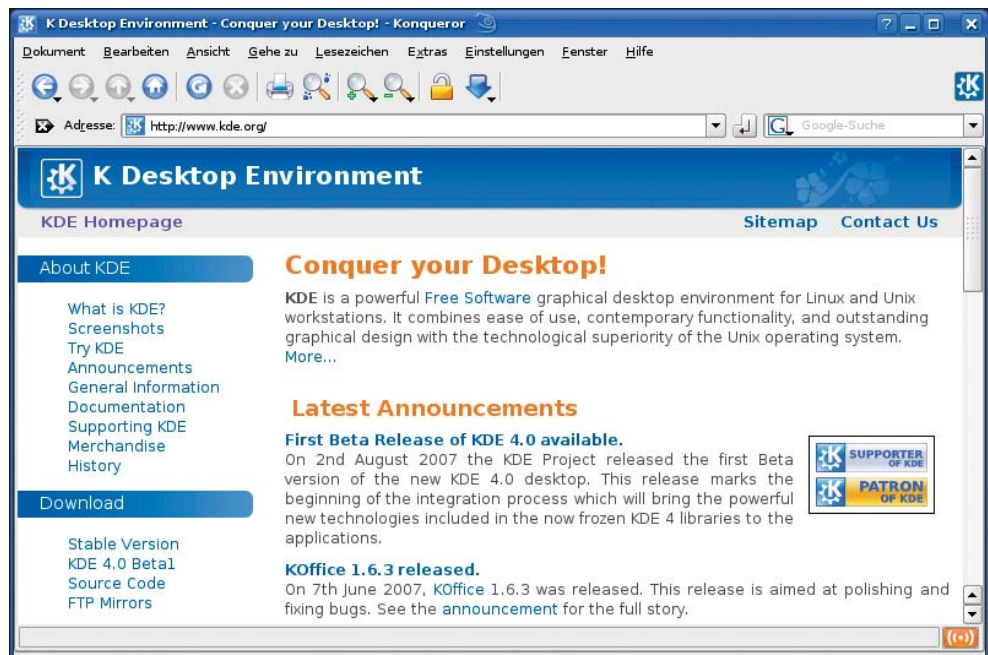 K Desktop Environment - Conquer your Desktop! - Konqueror
Dokument Bearbeiten Ansicht Gehe zu Lesezeichen Extras Einstellungen Fenster Hilfe
Adresse: http://www.kde.org/ Google-Suche
K Desktop Environment
KDE Homepage Sitemap Contact Us
About KDE
What is KDE?
Screenshots
Try KDE
Announcements
General Information
Documentation
Supporting KDE
Merchandise
History
Download
Stable Version
KDE 4.0 Beta1
Source Code
FTP Mirrors
Conquer your Desktop!
KDE is a powerful Free Software graphical desktop environment for Linux and Unix
workstations. It combines ease of use, contemporary functionality, and outstanding
graphical design with the technological superiority of the Unix operating system.
More...
Latest Announcements
First Beta Release of KDE 4.0 available.
On 2nd August 2007 the KDE Project released the first Beta
version of the new KDE 4.0 desktop. This release marks the
beginning of the integration process which will bring the powerful
new technologies included in the now frozen KDE 4 libraries to the
applications.
SUPPORTER
OF KDE
PATRON
OF KDE
KOffice 1.6.3 released.
On 7th June 2007, KOffice 1.6.3 was released. This release is aimed at polishing and
fixing bugs. See the announcement for the full story.